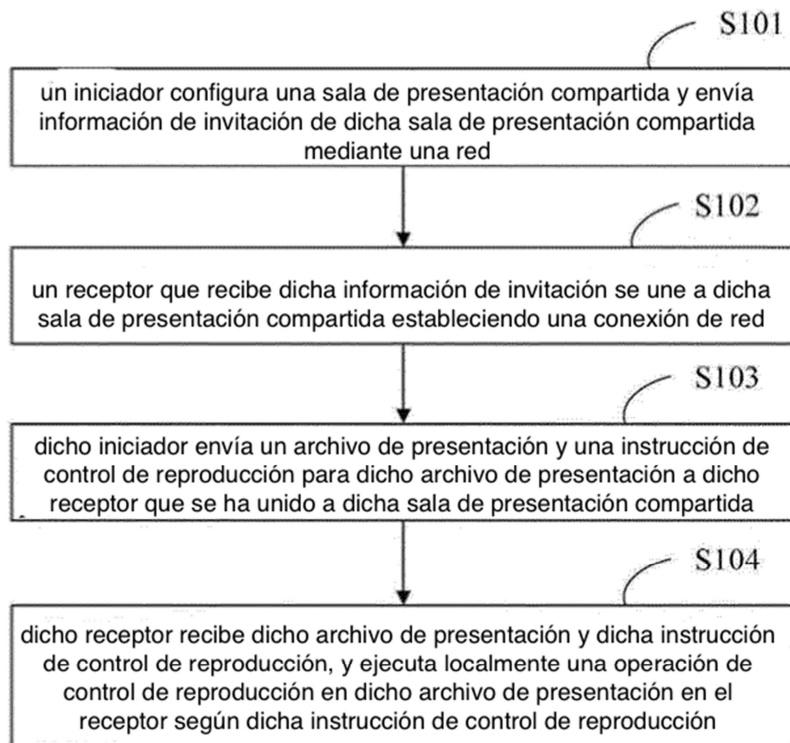 S101
un iniciador configura una sala de presentación compartida y envía
información de invitación de dicha sala de presentación compartida
mediante una red
S102
un receptor que recibe dicha información de invitación se une a dicha
sala de presentación compartida estableciendo una conexión de red
S103
dicho iniciador envía un archivo de presentación y una instrucción de
control de reproducción para dicho archivo de presentación a dicho
receptor que se ha unido a dicha sala de presentación compartida
S104
dicho receptor recibe dicho archivo de presentación y dicha instrucción
de control de reproducción, y ejecuta localmente una operación de
control de reproducción en dicho archivo de presentación en el
receptor según dicha instrucción de control de reproducción